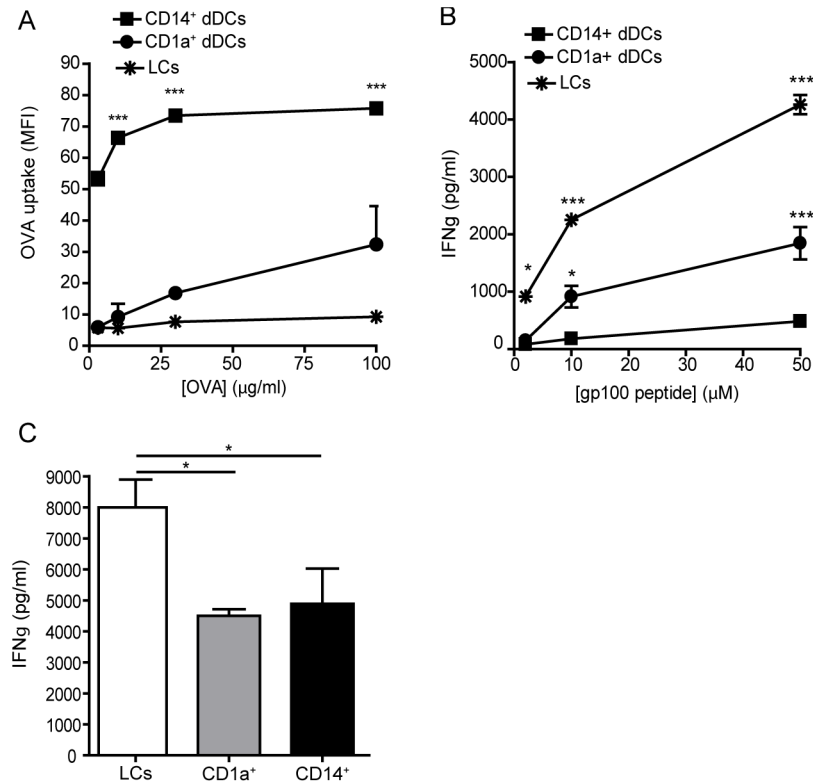 A
CD14⁺ dDCs
CD1a⁺ dDCs
LCs
90
80
70
60
50
40
30
20
10
0
***
***
***
OVA uptake (MFI)
0
25
50
75
100
[OVA] (µg/ml)
B
CD14+ dDCs
CD1a+ dDCs
LCs
5000
4000
3000
2000
1000
0
***
***
***
*
*
IFNg (pg/ml)
0
10
20
30
40
50
[gp100 peptide] (µM)
C
*
*
9000
8000
7000
6000
5000
4000
3000
2000
1000
0
IFNg (pg/ml)
LCs
CD1a⁺
CD14⁺